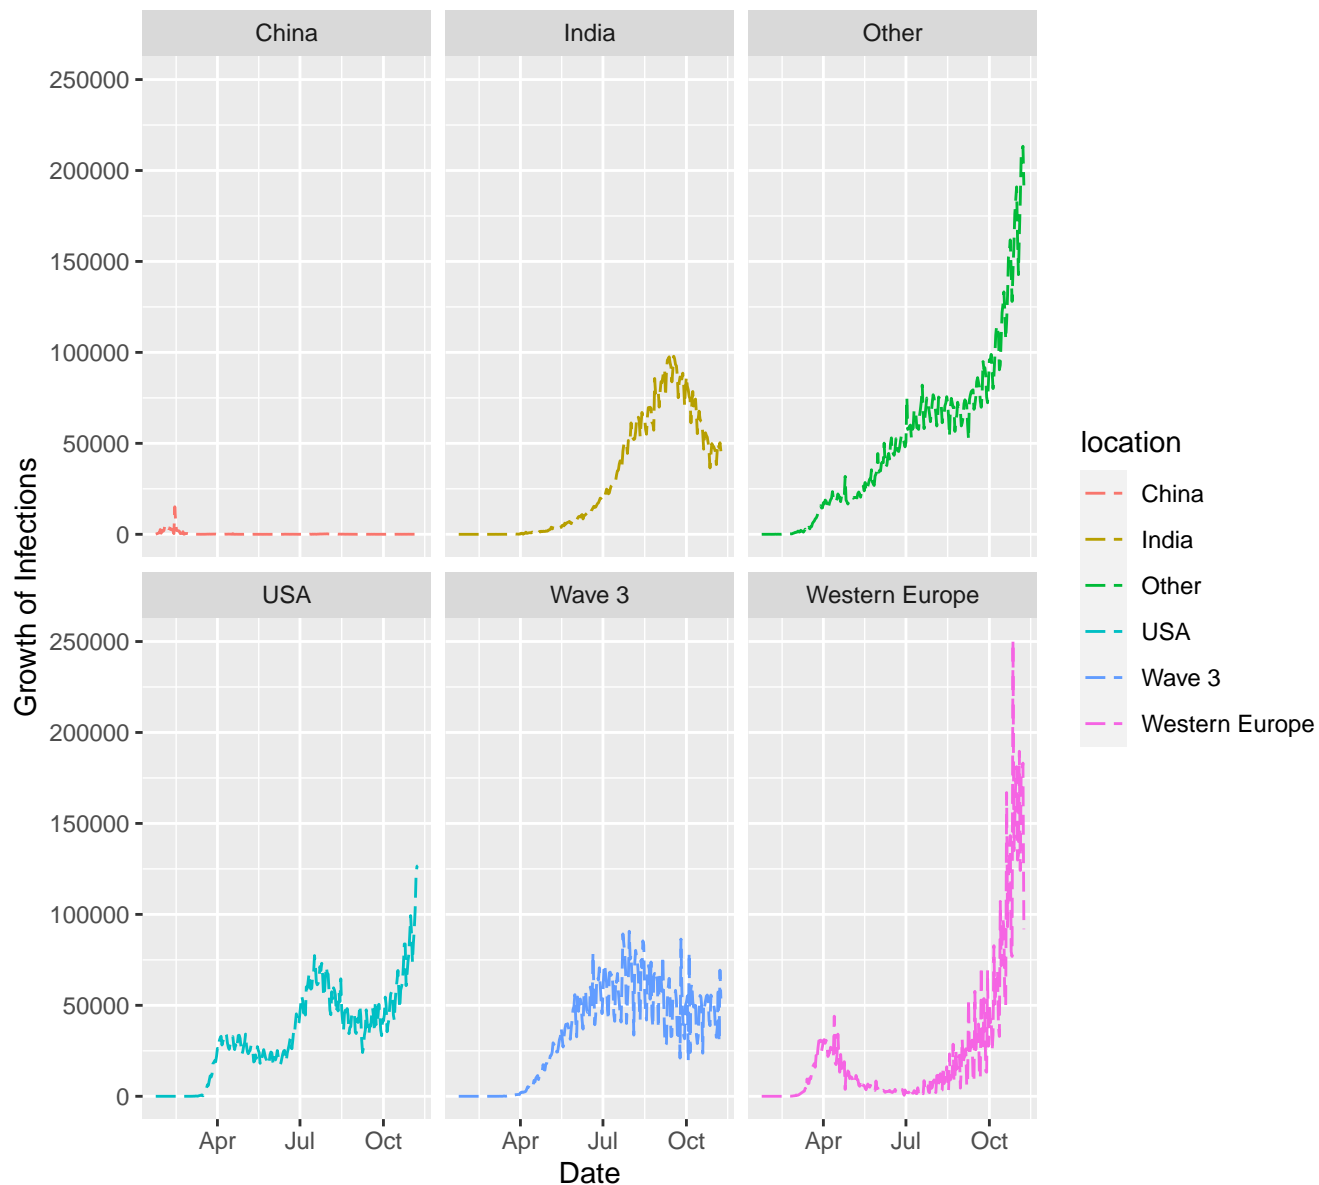 China India Other
250000
200000
150000
100000
50000
0
USA Wave 3 Western Europe
250000
200000
150000
100000
50000
0
Apr Jul Oct Apr Jul Oct Apr Jul Oct
Date
Growth of Infections
location
China
India
Other
USA
Wave 3
Western Europe